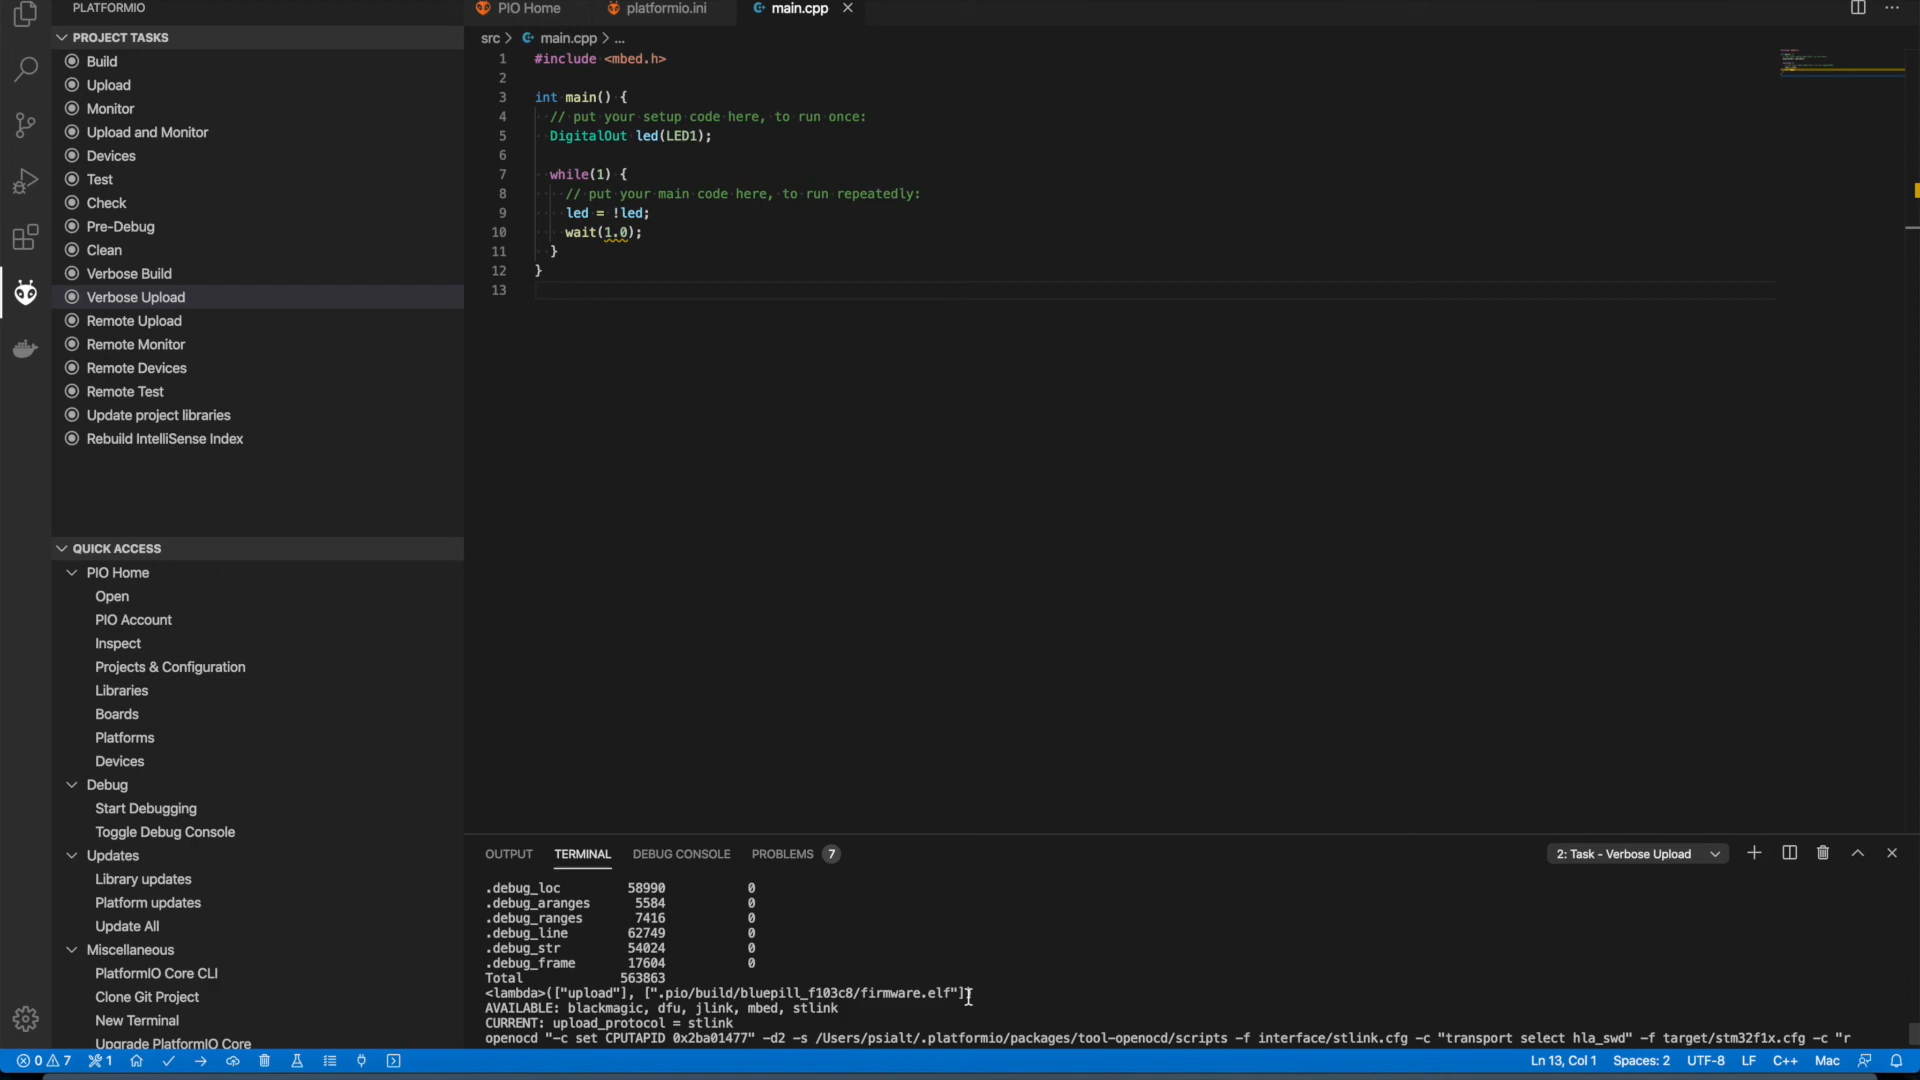 PLATFORMIO
PROJECT TASKS
Build
Upload
Monitor
Upload and Monitor
Devices
Test
Check
Pre-Debug
Clean
Verbose Build
Verbose Upload
Remote Upload
Remote Monitor
Remote Devices
Remote Test
Update project libraries
Rebuild IntelliSense Index
QUICK ACCESS
PIO Home
Open
PIO Account
Inspect
Projects & Configuration
Libraries
Boards
Platforms
Devices
Debug
Start Debugging
Toggle Debug Console
Updates
Library updates
Platform updates
Update All
Miscellaneous
PlatformIO Core CLI
Clone Git Project
New Terminal
Upgrade PlatformIO Core
PIO Home platformio.ini main.cpp
src > main.cpp > ...
1 #include <mbed.h>
2
3 int main() {
4 // put your setup code here, to run once:
5 DigitalOut led(LED1);
6
7 while(1) {
8 // put your main code here, to run repeatedly:
9 led = !led;
10 wait(1.0);
11 }
12 }
13
OUTPUT TERMINAL DEBUG CONSOLE PROBLEMS 7 2: Task - Verbose Upload
.debug_loc 58990 0
.debug_aranges 5584 0
.debug_ranges 7416 0
.debug_line 62749 0
.debug_str 54024 0
.debug_frame 17604 0
Total 563863
<lambda>(["upload"], [".pio/build/bluepill_f103c8/firmware.elf"])
AVAILABLE: blackmagic, dfu, jlink, mbed, stlink
CURRENT: upload_protocol = stlink
openocd "-c set CPUTAPID 0x2ba01477" -d2 -s /Users/psialt/.platformio/packages/tool-openocd/scripts -f interface/stlink.cfg -c "transport select hla_swd" -f target/stm32f1x.cfg -c "r
0 7 1 Ln 13, Col 1 Spaces: 2 UTF-8 LF C++ Mac